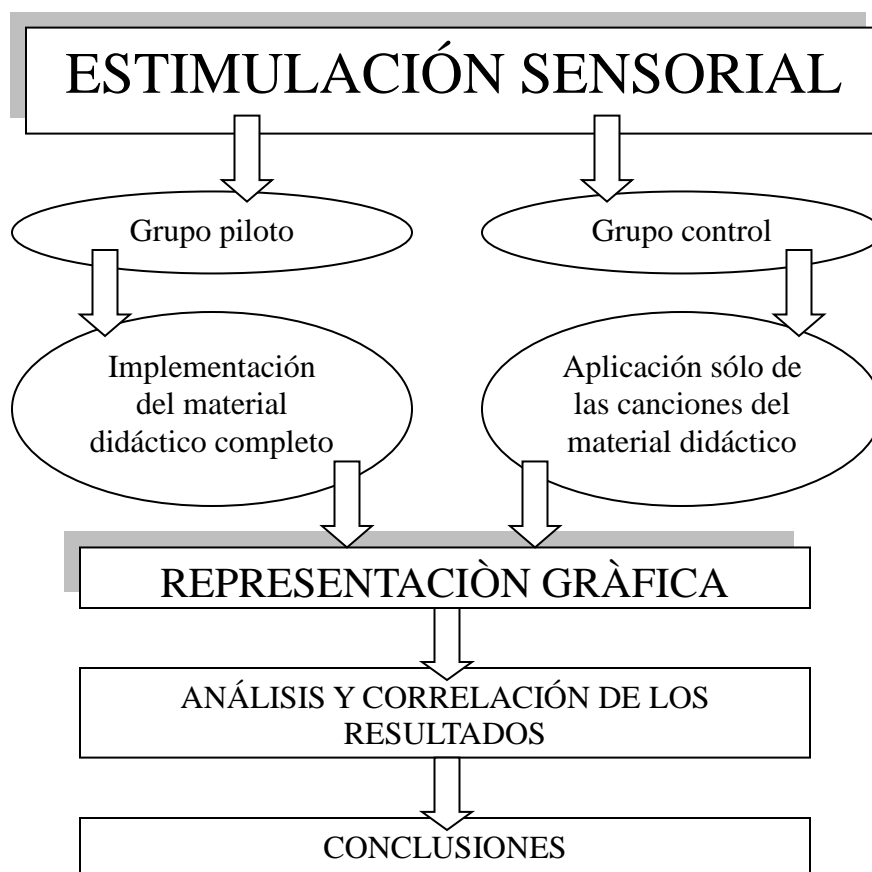 ESTIMULACIÓN SENSORIAL
Grupo piloto
Grupo control
Implementación
del material
didáctico completo
Aplicación sólo de
las canciones del
material didáctico
REPRESENTACIÒN GRÀFICA
ANÁLISIS Y CORRELACIÓN DE LOS
RESULTADOS
CONCLUSIONES